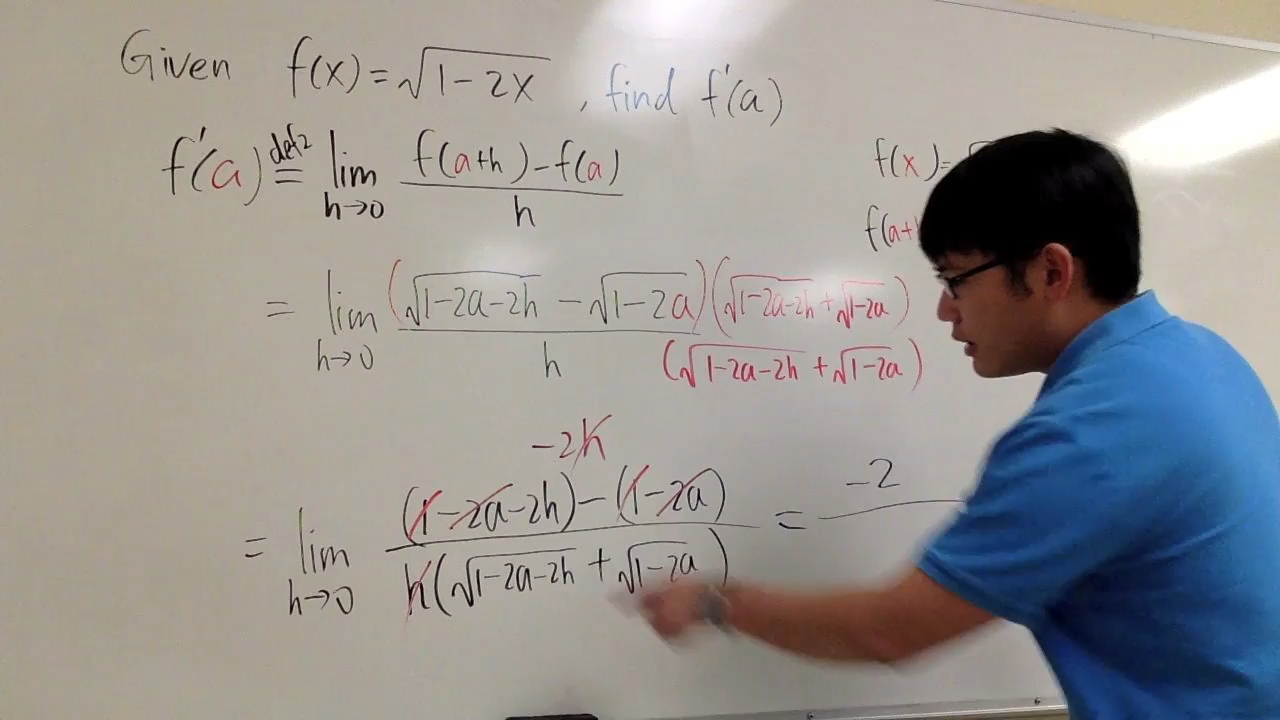 Given f(x)=√1-2x , find f'(a)
f'(a) def2= lim h→0 f(a+h)-f(a) / h
f(x)=
f(a+
= lim h→0 (√1-2a-2h - √1-2a)(√1-2a-2h + √1-2a) / h (√1-2a-2h + √1-2a)
-2h
= lim h→0 (1-2a-2h)-(1-2a) / h(√1-2a-2h + √1-2a) = -2